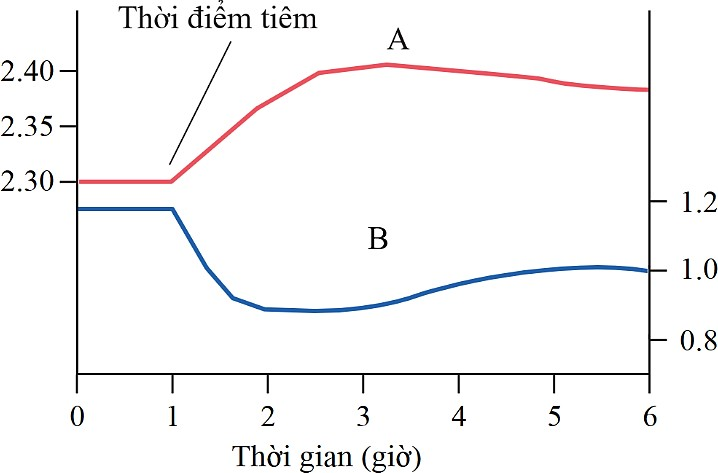 Thời điểm tiêm
A
2.40
2.35
2.30
1.2
B
1.0
0.8
0 1 2 3 4 5 6
Thời gian (giờ)